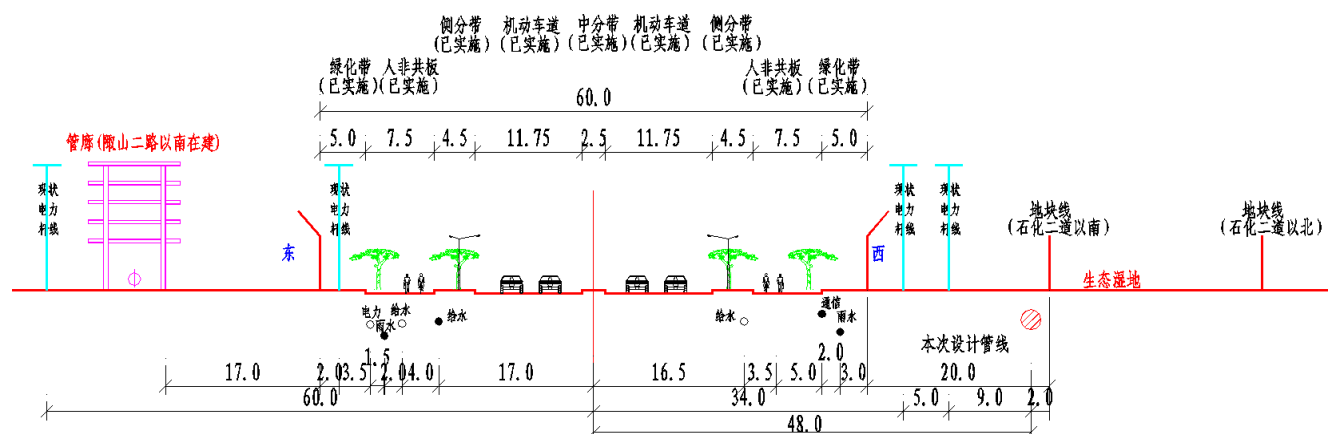 侧分带 机动车道 中分带 机动车道 侧分带
(已实施) (已实施) (已实施) (已实施) (已实施)
绿化带 人非共板 人非共板 绿化带
(已实施) (已实施) (已实施) (已实施)
60.0
管廊(陬山二路以南在建)
5.0 7.5 4.5 11.75 2.5 11.75 4.5 7.5 5.0
现状 现状 现状 现状
电力 电力 电力 电力
杆线 杆线 杆线 杆线
地块线 地块线
(石化二道以南) (石化二道以北)
东 西
生态湿地
电力 给水 给水 给水 通信
雨水 雨水
本次设计管线
1.5 2.0
17.0 2.0 3.5 2.0 4.0 17.0 16.5 3.5 5.0 3.0 20.0
60.0 34.0 5.0 9.0 2.0
48.0